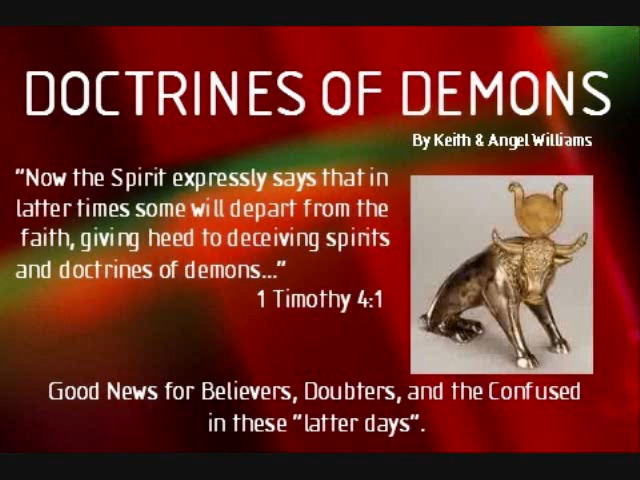 DOCTRINES OF DEMONS
By Keith & Angel Williams
"Now the Spirit expressly says that in
latter times some will depart from the
faith, giving heed to deceiving spirits
and doctrines of demons..."
1 Timothy 4:1
Good News for Believers, Doubters, and the Confused
in these "latter days".